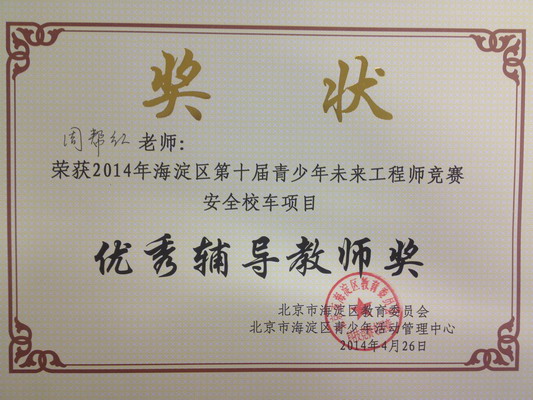 奖 状
周帮红 老师:
荣获2014年海淀区第十届青少年未来工程师竞赛
安全校车项目
优秀辅导教师奖
北京市海淀区教育委员会
北京市海淀区青少年活动管理中心
2014年4月26日